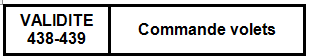 VALIDITE
438-439
Commande volets